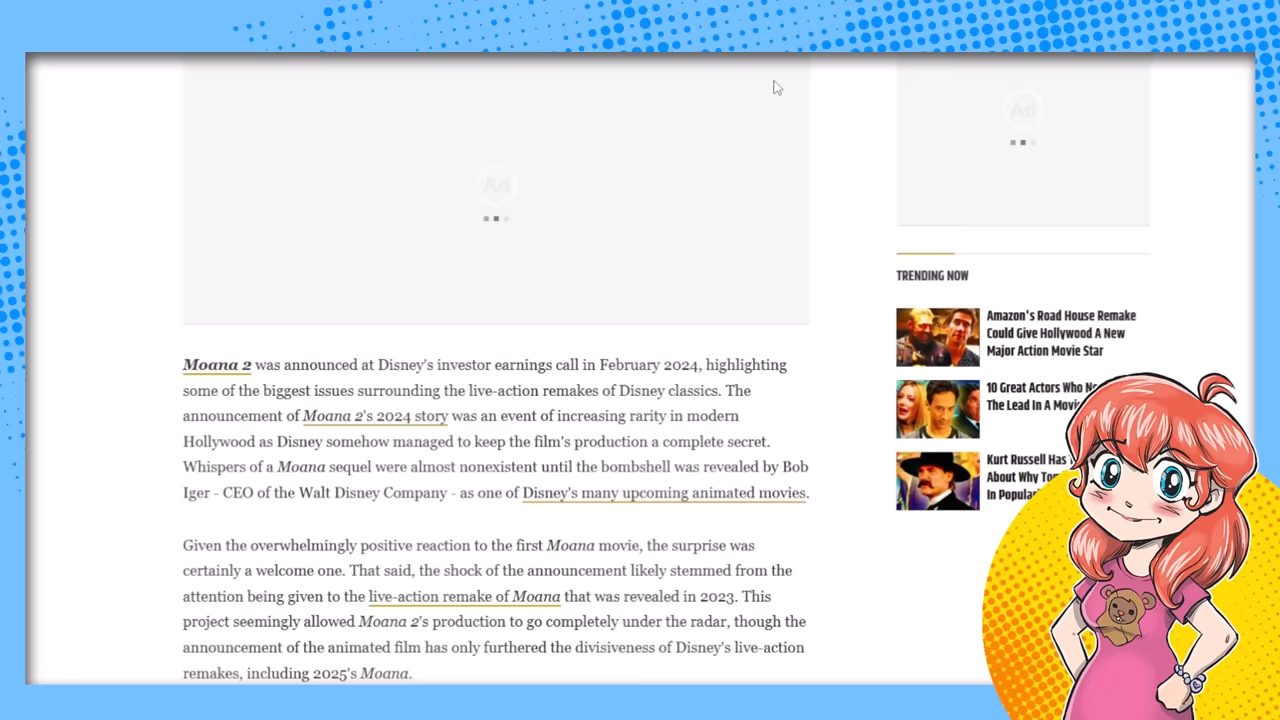 Ad
Ad
Moana 2 was announced at Disney's investor earnings call in February 2024, highlighting
some of the biggest issues surrounding the live-action remakes of Disney classics. The
announcement of Moana 2's 2024 story was an event of increasing rarity in modern
Hollywood as Disney somehow managed to keep the film's production a complete secret.
Whispers of a Moana sequel were almost nonexistent until the bombshell was revealed by Bob
Iger - CEO of the Walt Disney Company - as one of Disney's many upcoming animated movies.
Given the overwhelmingly positive reaction to the first Moana movie, the surprise was
certainly a welcome one. That said, the shock of the announcement likely stemmed from the
attention being given to the live-action remake of Moana that was revealed in 2023. This
project seemingly allowed Moana 2's production to go completely under the radar, though the
announcement of the animated film has only furthered the divisiveness of Disney's live-action
remakes, including 2025's Moana.
TRENDING NOW
Amazon's Road House Remake
Could Give Hollywood A New
Major Action Movie Star
10 Great Actors Who
The Lead In A
Kurt Russell Has
About Why
In